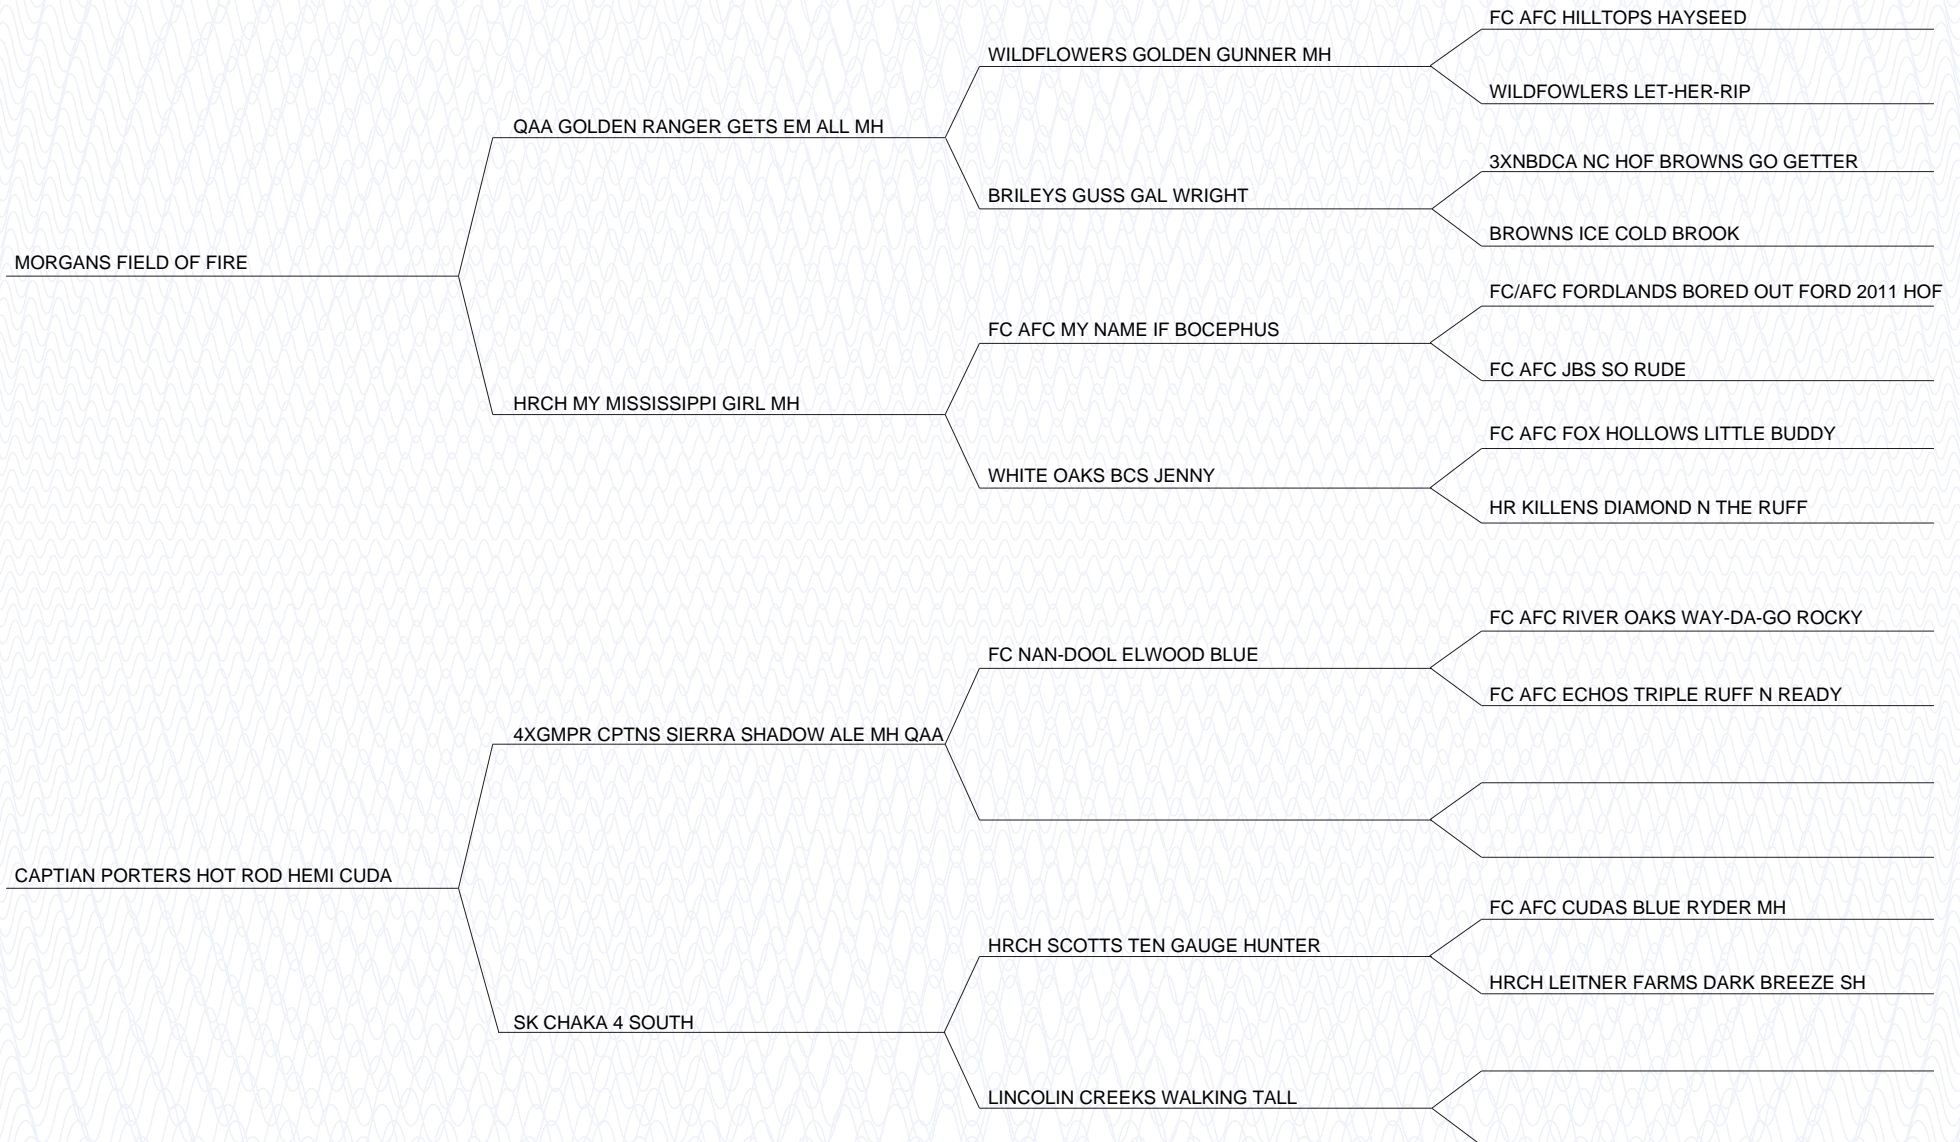 FC AFC HILLTOPS HAYSEED
WILDFLOWERS GOLDEN GUNNER MH
WILDFOWLERS LET-HER-RIP
QAA GOLDEN RANGER GETS EM ALL MH
3XNBDCA NC HOF BROWNS GO GETTER
BRILEYS GUSS GAL WRIGHT
BROWNS ICE COLD BROOK
MORGANS FIELD OF FIRE
FC/AFC FORDLANDS BORED OUT FORD 2011 HOF
FC AFC MY NAME IF BOCEPHUS
FC AFC JBS SO RUDE
HRCH MY MISSISSIPPI GIRL MH
FC AFC FOX HOLLOWS LITTLE BUDDY
WHITE OAKS BCS JENNY
HR KILLENS DIAMOND N THE RUFF
FC AFC RIVER OAKS WAY-DA-GO ROCKY
FC NAN-DOOL ELWOOD BLUE
FC AFC ECHOS TRIPLE RUFF N READY
4XGMPR CPTNS SIERRA SHADOW ALE MH QAA
CAPTIAN PORTERS HOT ROD HEMI CUDA
FC AFC CUDAS BLUE RYDER MH
HRCH SCOTTS TEN GAUGE HUNTER
HRCH LEITNER FARMS DARK BREEZE SH
SK CHAKA 4 SOUTH
LINCOLIN CREEKS WALKING TALL